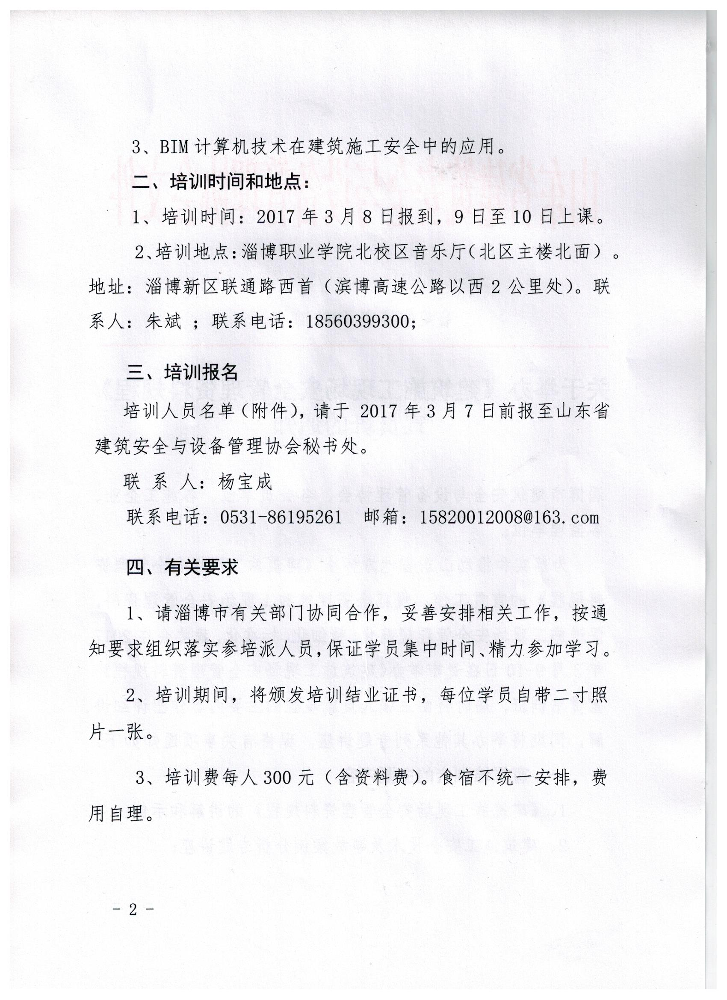 3、BIM 计算机技术在建筑施工安全中的应用。
二、培训时间和地点：
1、培训时间：2017 年 3 月 8 日报到，9 日至 10 日上课。
2、培训地点：淄博职业学院北校区音乐厅（北区主楼北面）。
地址：淄博新区联通路西首（滨博高速公路以西 2 公里处）。联
系人：朱斌 ；联系电话：18560399300；
三、培训报名
培训人员名单（附件），请于 2017 年 3 月 7 日前报至山东省
建筑安全与设备管理协会秘书处。
联 系 人：杨宝成
联系电话：0531-86195261 邮箱：15820012008@163.com
四、有关要求
1、请淄博市有关部门协同合作，妥善安排相关工作，按通
知要求组织落实参培派人员，保证学员集中时间、精力参加学习。
2、培训期间，将颁发培训结业证书，每位学员自带二寸照
片一张。
3、培训费每人 300 元（含资料费）。食宿不统一安排，费
用自理。
- 2 -